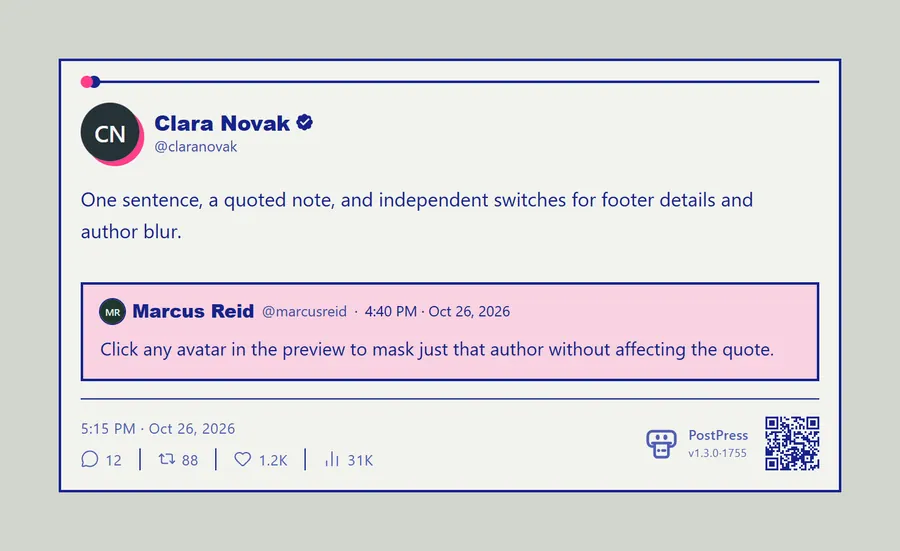 CN
Clara Novak
@claranovak
One sentence, a quoted note, and independent switches for footer details and
author blur.
MR Marcus Reid @marcusreid · 4:40 PM · Oct 26, 2026
Click any avatar in the preview to mask just that author without affecting the quote.
5:15 PM · Oct 26, 2026
12 88 1.2K 31K
PostPress
v1.3.0-1755